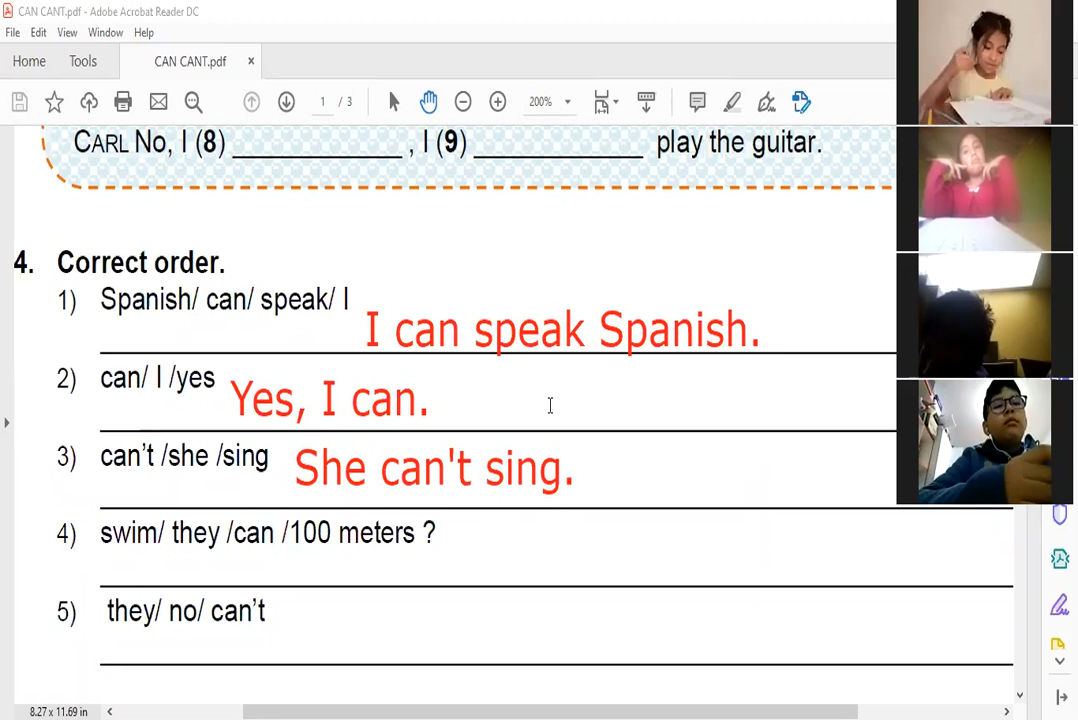 CAN CANT.pdf - Adobe Acrobat Reader DC
File Edit View Window Help
Home Tools CAN CANT.pdf ×
1 / 3 200%
CARL No, I (8) ____________ , I (9) ____________ play the guitar.
4. Correct order.
1) Spanish/ can/ speak/ I
I can speak Spanish.
2) can/ I /yes Yes, I can.
3) can't /she /sing She can't sing.
4) swim/ they /can /100 meters ?
5) they/ no/ can't
8.27 x 11.69 in